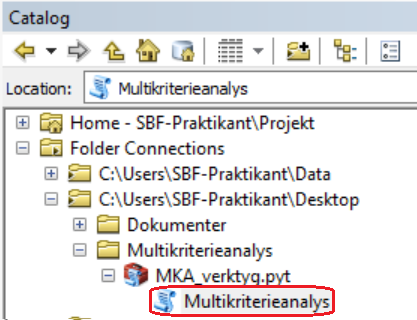 Catalog
Location: Multikriterieanalys
Home - SBF-Praktikant\Projekt
Folder Connections
C:\Users\SBF-Praktikant\Data
C:\Users\SBF-Praktikant\Desktop
Dokumenter
Multikriterieanalys
MKA_verktyg.pyt
Multikriterieanalys